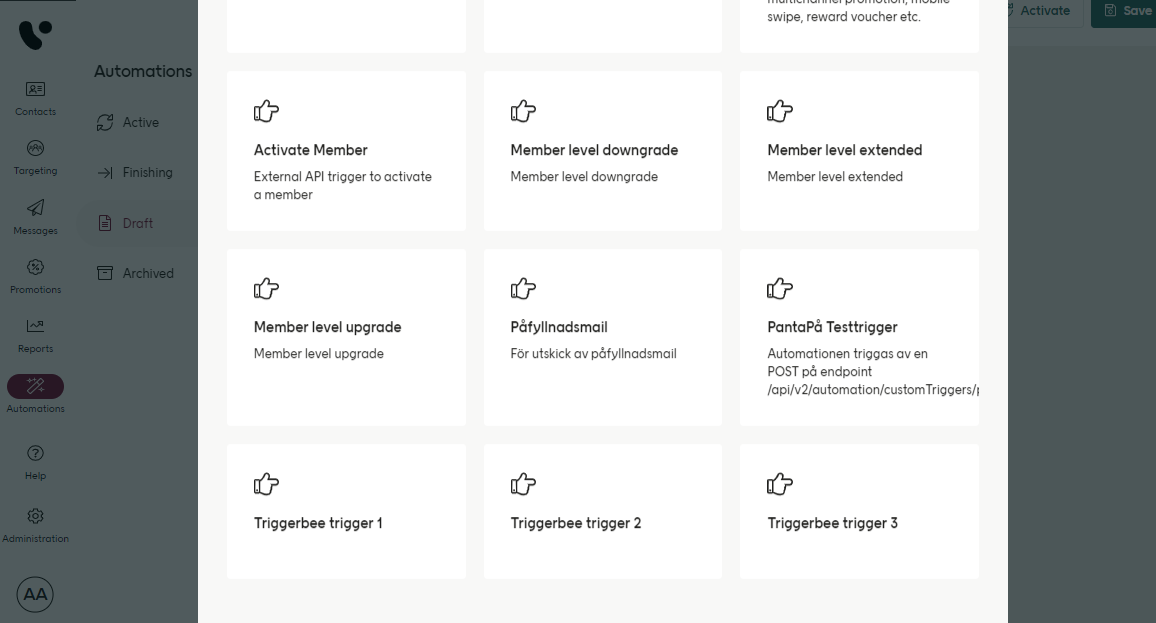 multichannel promotion, mobile
swipe, reward voucher etc.
Activate
Save
Automations
Contacts
Active
Targeting
Finishing
Messages
Draft
Promotions
Archived
Reports
Automations
Help
Administration
AA
Activate Member
External API trigger to activate
a member
Member level downgrade
Member level downgrade
Member level extended
Member level extended
Member level upgrade
Member level upgrade
Påfyllnadsmail
För utskick av påfyllnadsmail
PantaPå Testtrigger
Automationen triggas av en
POST på endpoint
/api/v2/automation/customTriggers/p
Triggerbee trigger 1
Triggerbee trigger 2
Triggerbee trigger 3